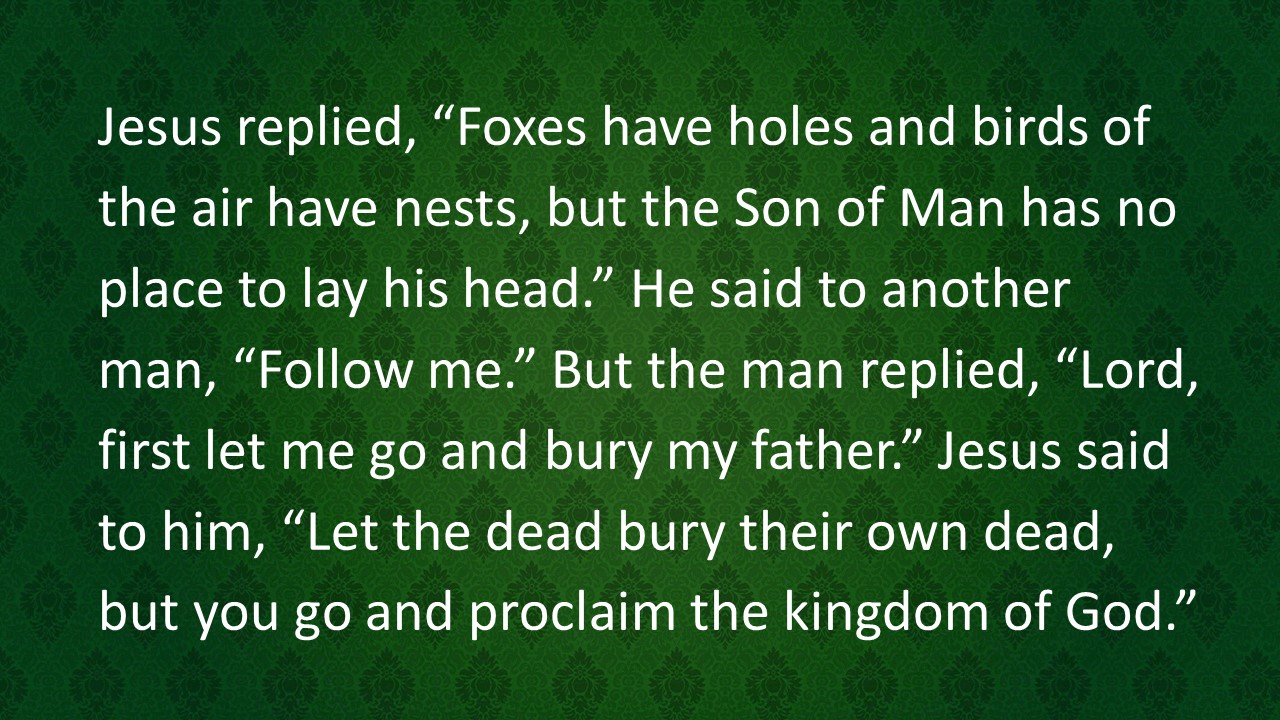 Jesus replied, “Foxes have holes and birds of
the air have nests, but the Son of Man has no
place to lay his head.” He said to another
man, “Follow me.” But the man replied, “Lord,
first let me go and bury my father.” Jesus said
to him, “Let the dead bury their own dead,
but you go and proclaim the kingdom of God.”